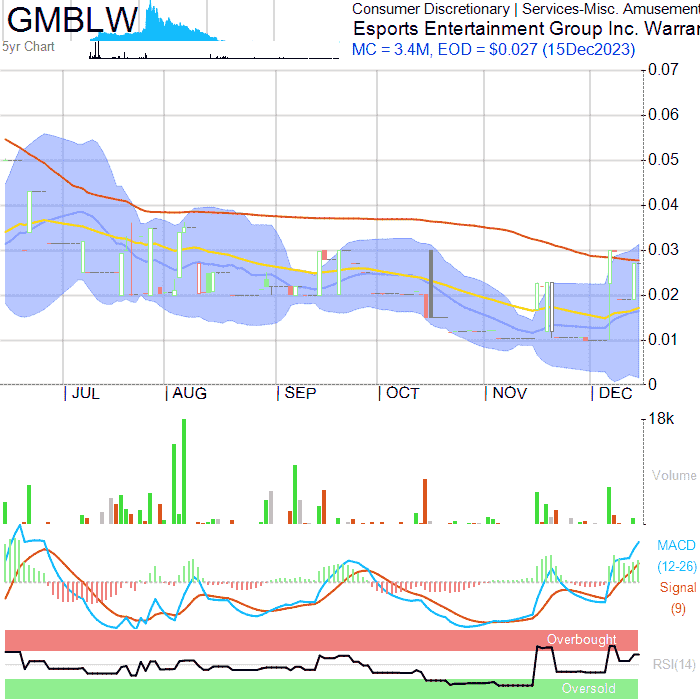 GMBLW
Consumer Discretionary | Services-Misc. Amusement
Esports Entertainment Group Inc. Warran
5yr Chart
MC = 3.4M, EOD = $0.027 (15Dec2023)
0.07
0.06
0.05
0.04
0.03
0.02
0.01
0
JUL AUG SEP OCT NOV DEC
18k
Volume
MACD
(12-26)
Signal
(9)
Overbought
RSI(14)
Oversold